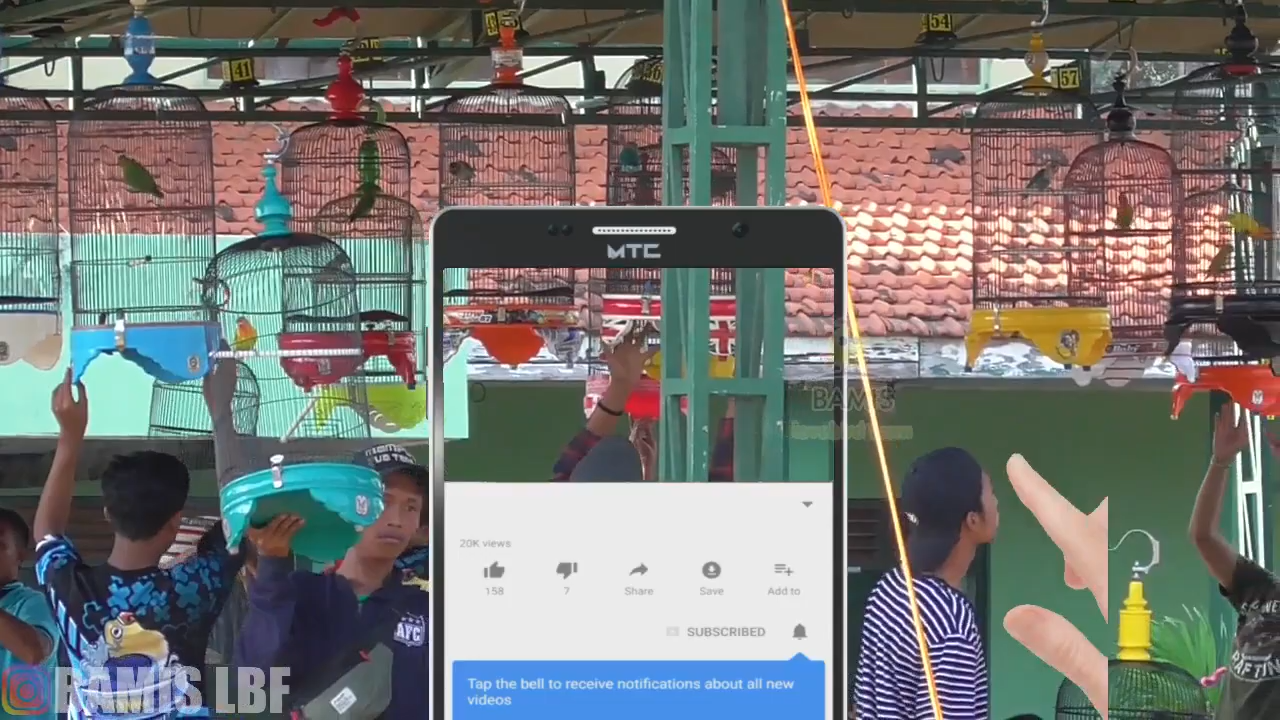 54
41
57
MTC
BAMIS
20K views
158
7
Share
Save
Add to
SUBSCRIBED
Tap the bell to receive notifications about all new
videos
AFC
BAMIS LBF